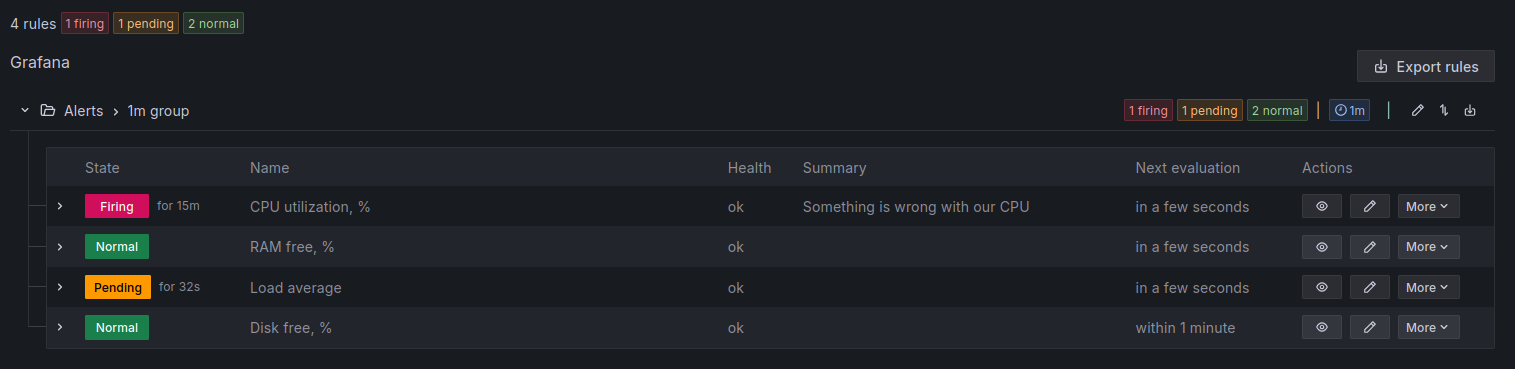 4 rules 1 firing 1 pending 2 normal
Grafana
Export rules
Alerts > 1m group 1 firing 1 pending 2 normal | 1m |
State Name Health Summary Next evaluation Actions
Firing for 15m CPU utilization, % ok Something is wrong with our CPU in a few seconds More
Normal RAM free, % ok in a few seconds More
Pending for 32s Load average ok in a few seconds More
Normal Disk free, % ok within 1 minute More